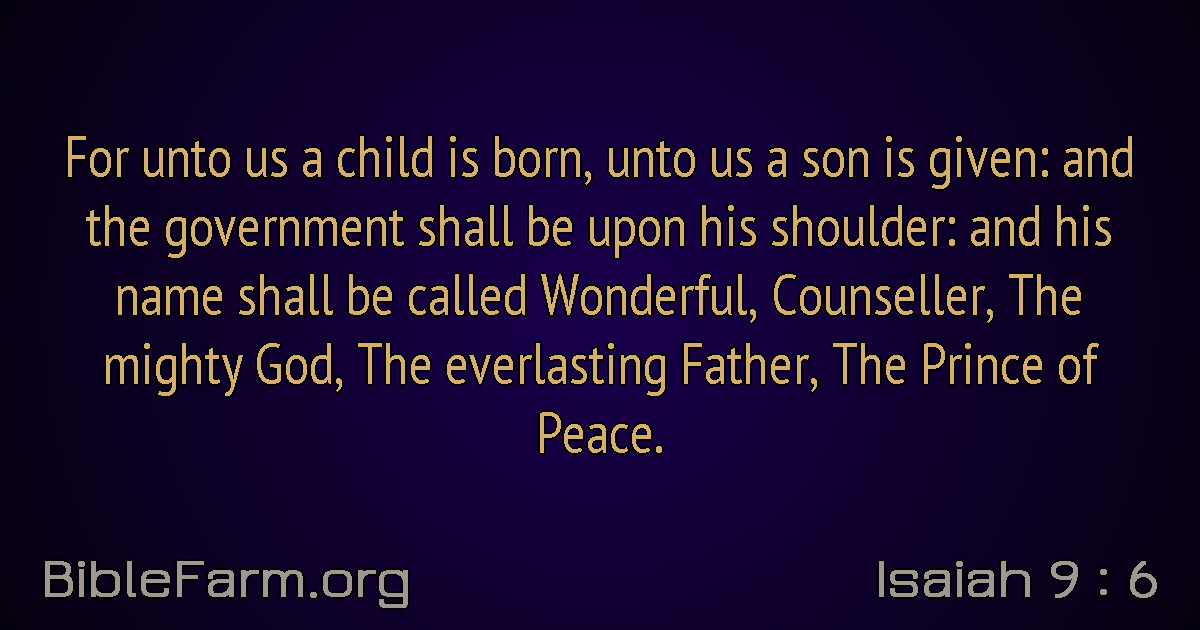 For unto us a child is born, unto us a son is given: and
the government shall be upon his shoulder: and his
name shall be called Wonderful, Counseller, The
mighty God, The everlasting Father, The Prince of
Peace.
BibleFarm.org
Isaiah 9 : 6